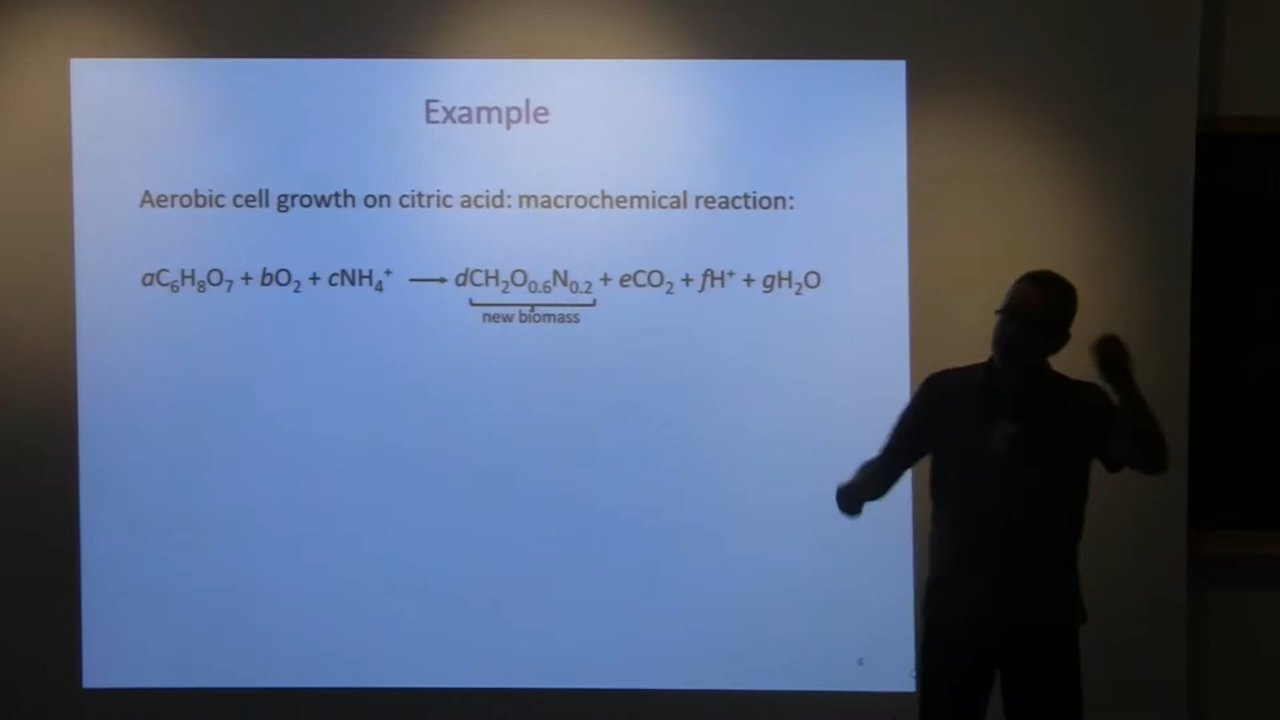 Example
Aerobic cell growth on citric acid: macrochemical reaction:
aC₆H₈O₇ + bO₂ + cNH₄⁺ ⟶ dCH₂O₀.₆N₀.₂ + eCO₂ + fH⁺ + gH₂O
new biomass
4